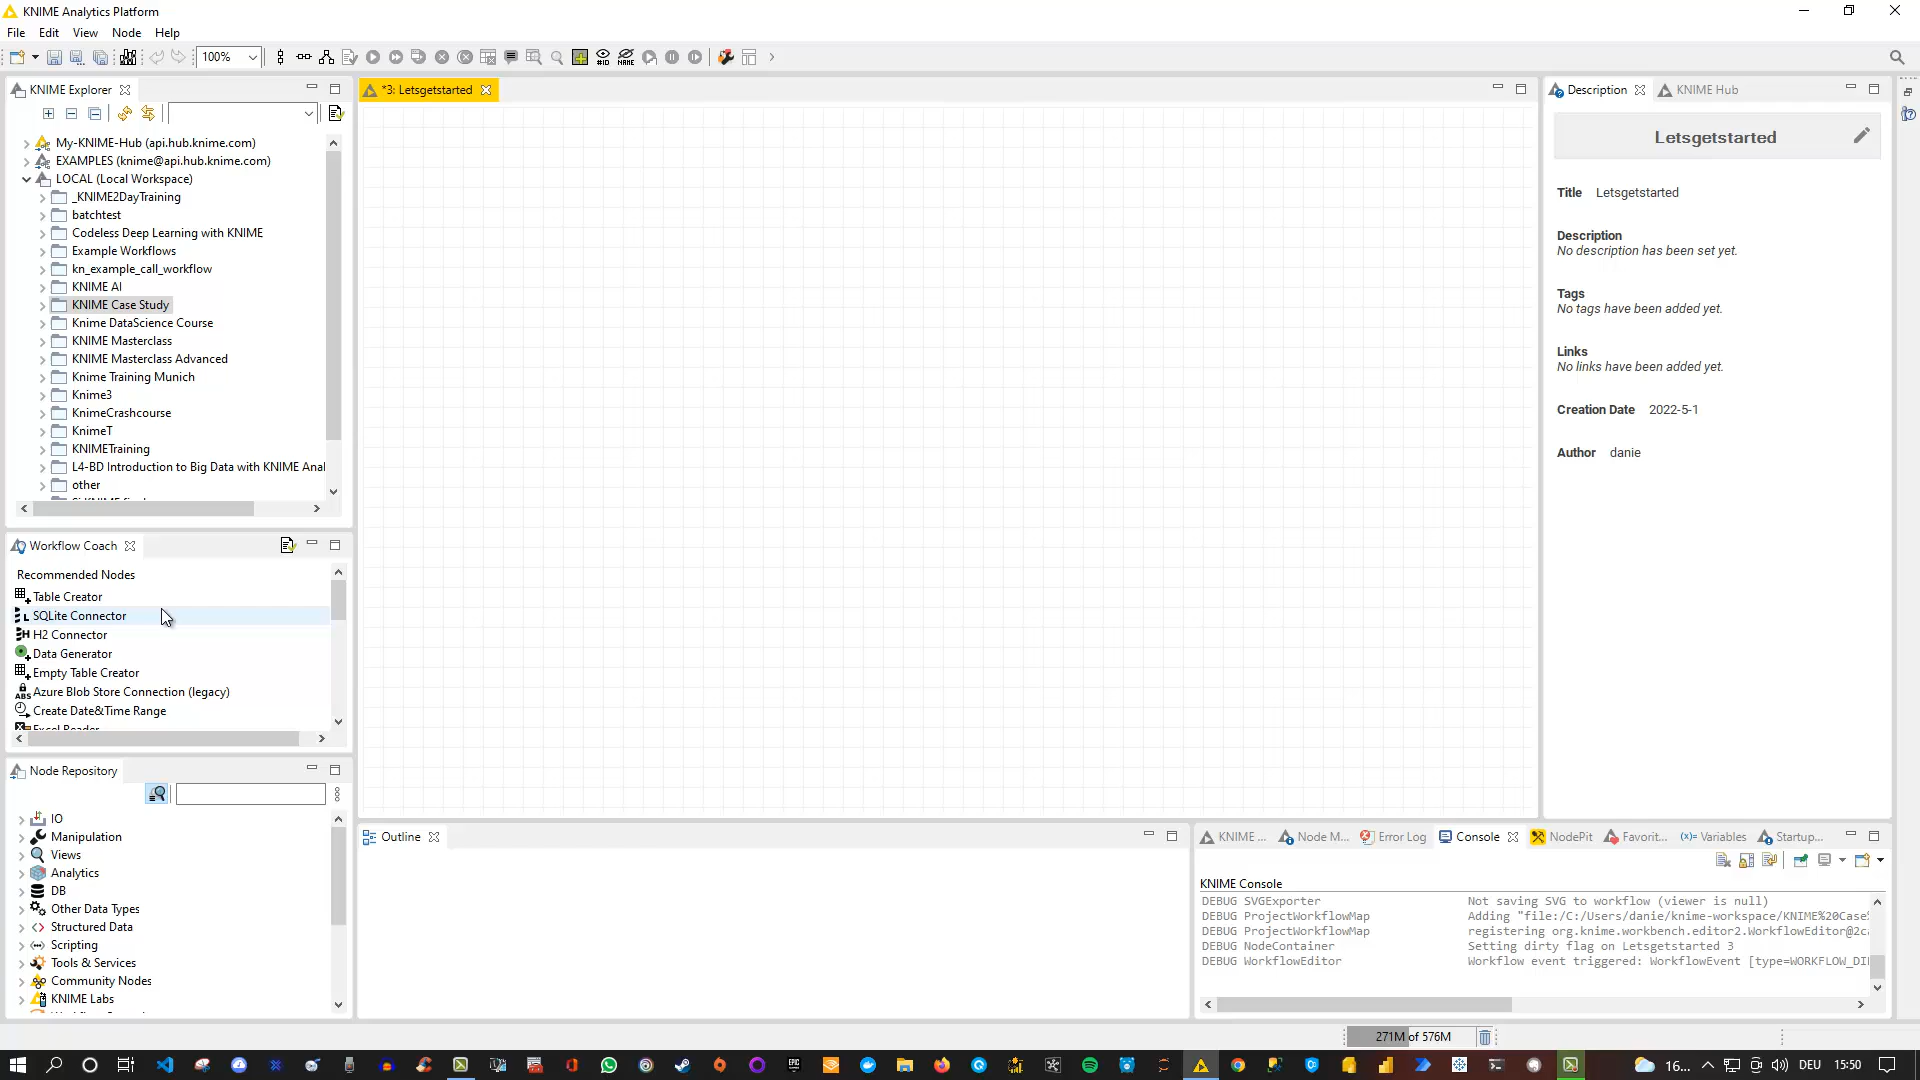 KNIME Analytics Platform
File Edit View Node Help
100%
KNIME Explorer
My-KNIME-Hub (api.hub.knime.com)
EXAMPLES (knime@api.hub.knime.com)
LOCAL (Local Workspace)
_KNIME2DayTraining
batchtest
Codeless Deep Learning with KNIME
Example Workflows
kn_example_call_workflow
KNIME AI
KNIME Case Study
Knime DataScience Course
KNIME Masterclass
KNIME Masterclass Advanced
Knime Training Munich
Knime3
KnimeCrashcourse
KnimeT
KNIMETraining
L4-BD Introduction to Big Data with KNIME Anal
other
Workflow Coach
Recommended Nodes
Table Creator
SQLite Connector
H2 Connector
Data Generator
Empty Table Creator
Azure Blob Store Connection (legacy)
Create Date&Time Range
Excel Reader
Node Repository
IO
Manipulation
Views
Analytics
DB
Other Data Types
Structured Data
Scripting
Tools & Services
Community Nodes
KNIME Labs
*3: Letsgetstarted
Outline
Description KNIME Hub
Letsgetstarted
Title Letsgetstarted
Description
No description has been set yet.
Tags
No tags have been added yet.
Links
No links have been added yet.
Creation Date 2022-5-1
Author danie
KNIME ... Node M... Error Log Console NodePit Favorit... (x)= Variables Startup...
KNIME Console
DEBUG SVGExporter Not saving SVG to workflow (viewer is null)
DEBUG ProjectWorkflowMap Adding "file:/C:/Users/danie/knime-workspace/KNIME%20Case
DEBUG ProjectWorkflowMap registering org.knime.workbench.editor2.WorkflowEditor@2c
DEBUG NodeContainer Setting dirty flag on Letsgetstarted 3
DEBUG WorkflowEditor Workflow event triggered: WorkflowEvent [type=WORKFLOW_DI
271M of 576M
16... DEU 15:50